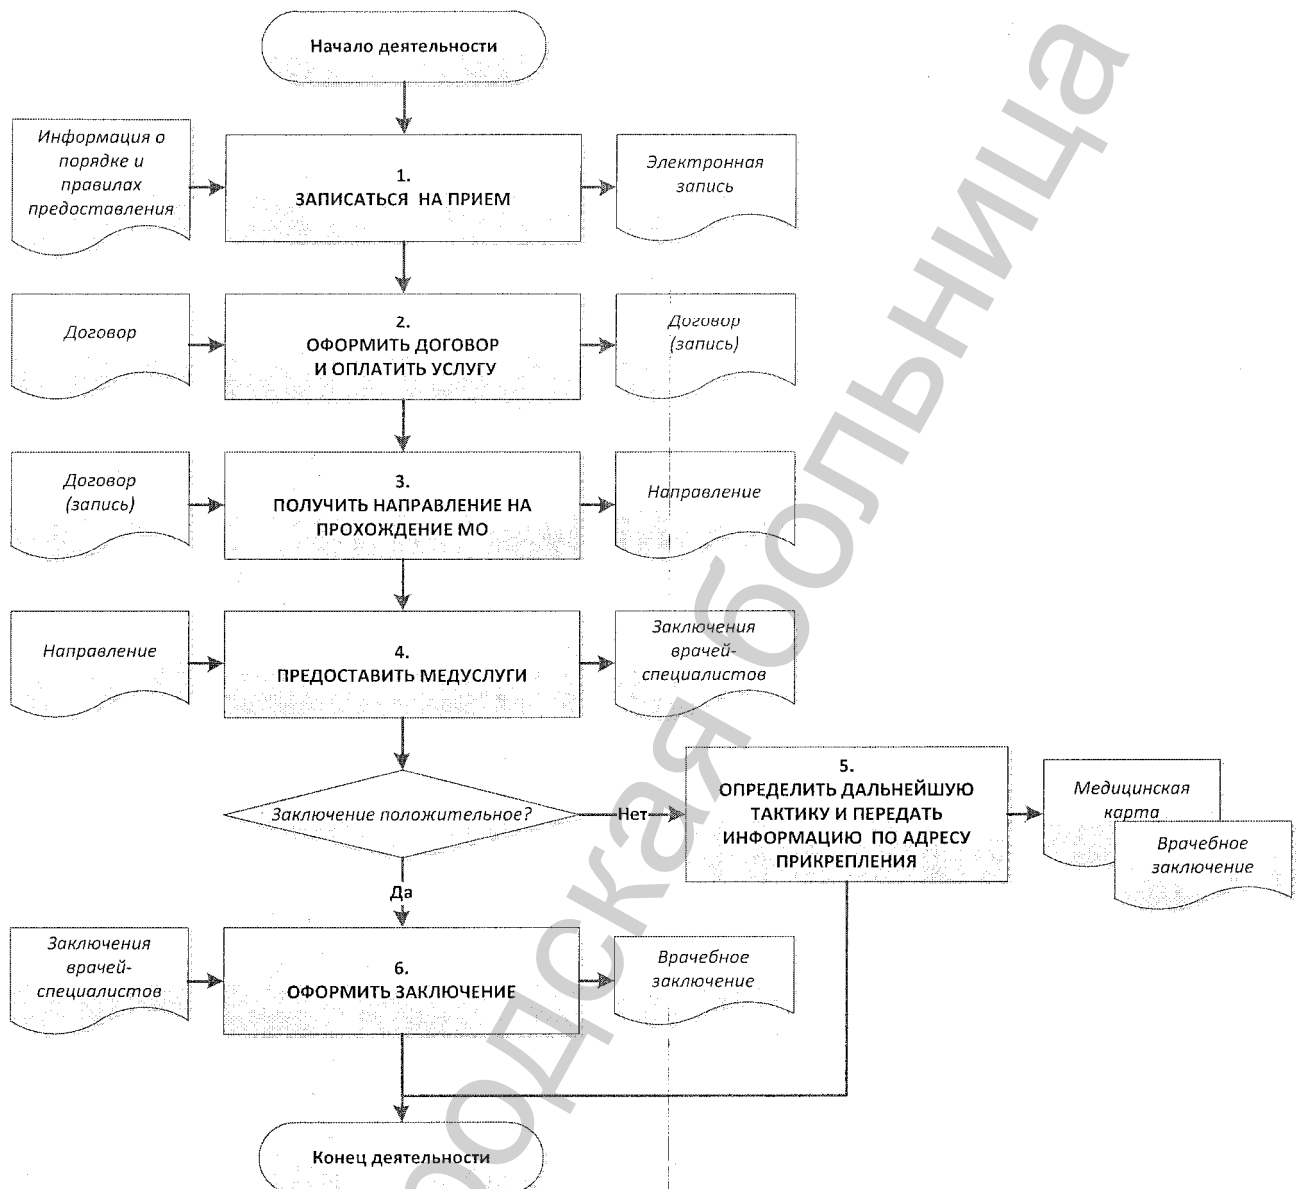 Начало деятельности
Информация о
порядке и
правилах
предоставления
1.
ЗАПИСАТЬСЯ НА ПРИЕМ
Электронная
запись
Договор
2.
ОФОРМИТЬ ДОГОВОР
И ОПЛАТИТЬ УСЛУГУ
Договор
(запись)
Договор
(запись)
3.
ПОЛУЧИТЬ НАПРАВЛЕНИЕ НА
ПРОХОЖДЕНИЕ МО
Направление
Направление
4.
ПРЕДОСТАВИТЬ МЕДУСЛУГИ
Заключения
врачей-
специалистов
Заключение положительное?
Нет
5.
ОПРЕДЕЛИТЬ ДАЛЬНЕЙШУЮ
ТАКТИКУ И ПЕРЕДАТЬ
ИНФОРМАЦИЮ ПО АДРЕСУ
ПРИКРЕПЛЕНИЯ
Медицинская
карта
Врачебное
заключение
Да
Заключения
врачей-
специалистов
6.
ОФОРМИТЬ ЗАКЛЮЧЕНИЕ
Врачебное
заключение
Конец деятельности
одская больница